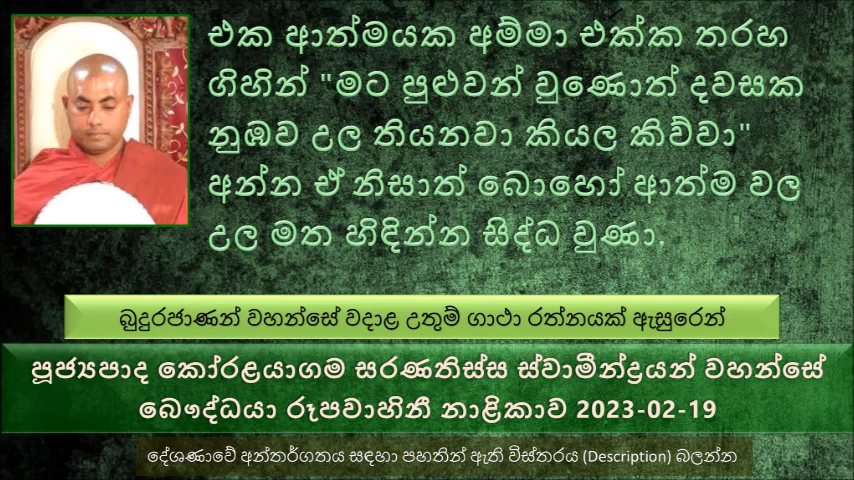 එක ආත්මයක අම්මා එක්ක තරහ
ගිහින් "මට පුළුවන් වුණොත් දවසක
නුඹව උල තියනවා කියල කිව්වා"
අන්න ඒ නිසාත් බොහෝ ආත්ම වල
උල මත හිඳින්න සිද්ධ වුණා.
බුදුරජාණන් වහන්සේ වදාළ උතුම් ගාථා රත්නයක් ඇසුරෙන්
පූජ්‍යපාද කෝරළයාගම සරණතිස්ස ස්වාමීන්ද්‍රයන් වහන්සේ
බෞද්ධයා රූපවාහිනී නාළිකාව 2023-02-19
දේශණාවේ අන්තර්ගතය සඳහා පහතින් ඇති විස්තරය (Description) බලන්න